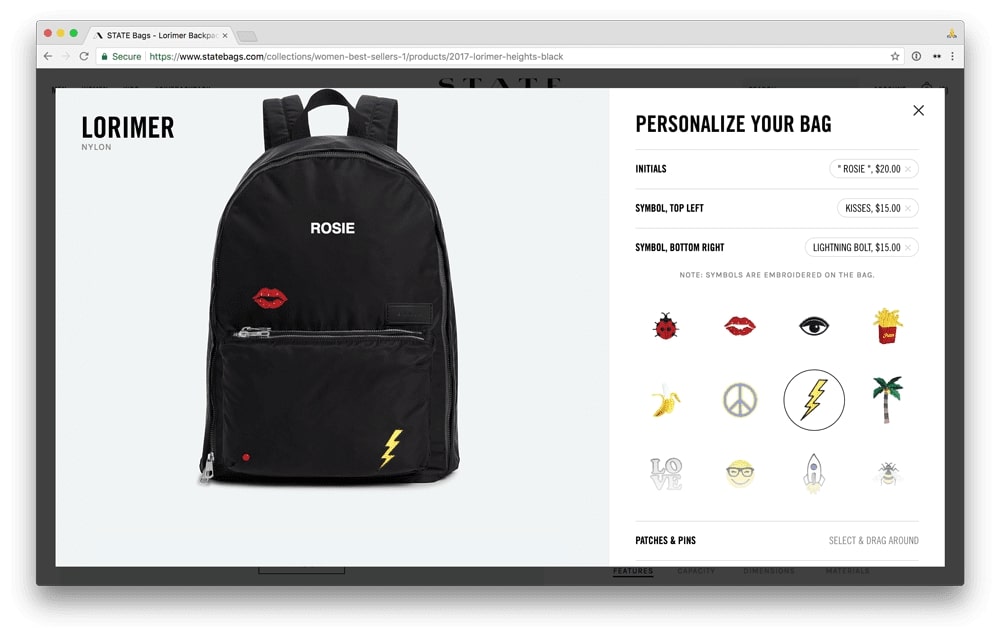 STATE Bags - Lorimer Backpac
Secure
https://www.statebags.com/collections/women-best-sellers-1/products/2017-lorimer-heights-black
STATE
LORIMER
NYLON
ROSIE
PERSONALIZE YOUR BAG
INITIALS
" ROSIE ", $20.00
SYMBOL, TOP LEFT
KISSES, $15.00
SYMBOL, BOTTOM RIGHT
LIGHTNING BOLT, $15.00
NOTE: SYMBOLS ARE EMBROIDERED ON THE BAG.
LOVE
PATCHES & PINS
SELECT & DRAG AROUND
FEATURES
CAPACITY
DIMENSIONS
MATERIALS